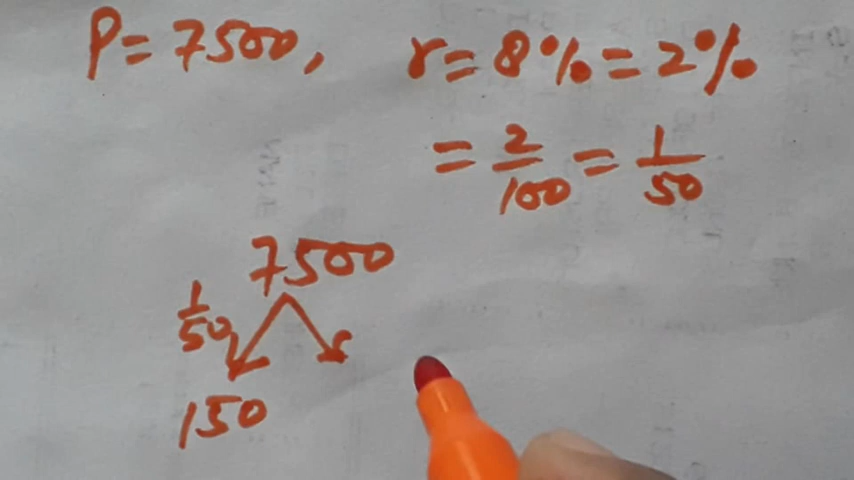 P = 7500, r = 8% = 2%
= 2/100 = 1/50
7500
1/50
150